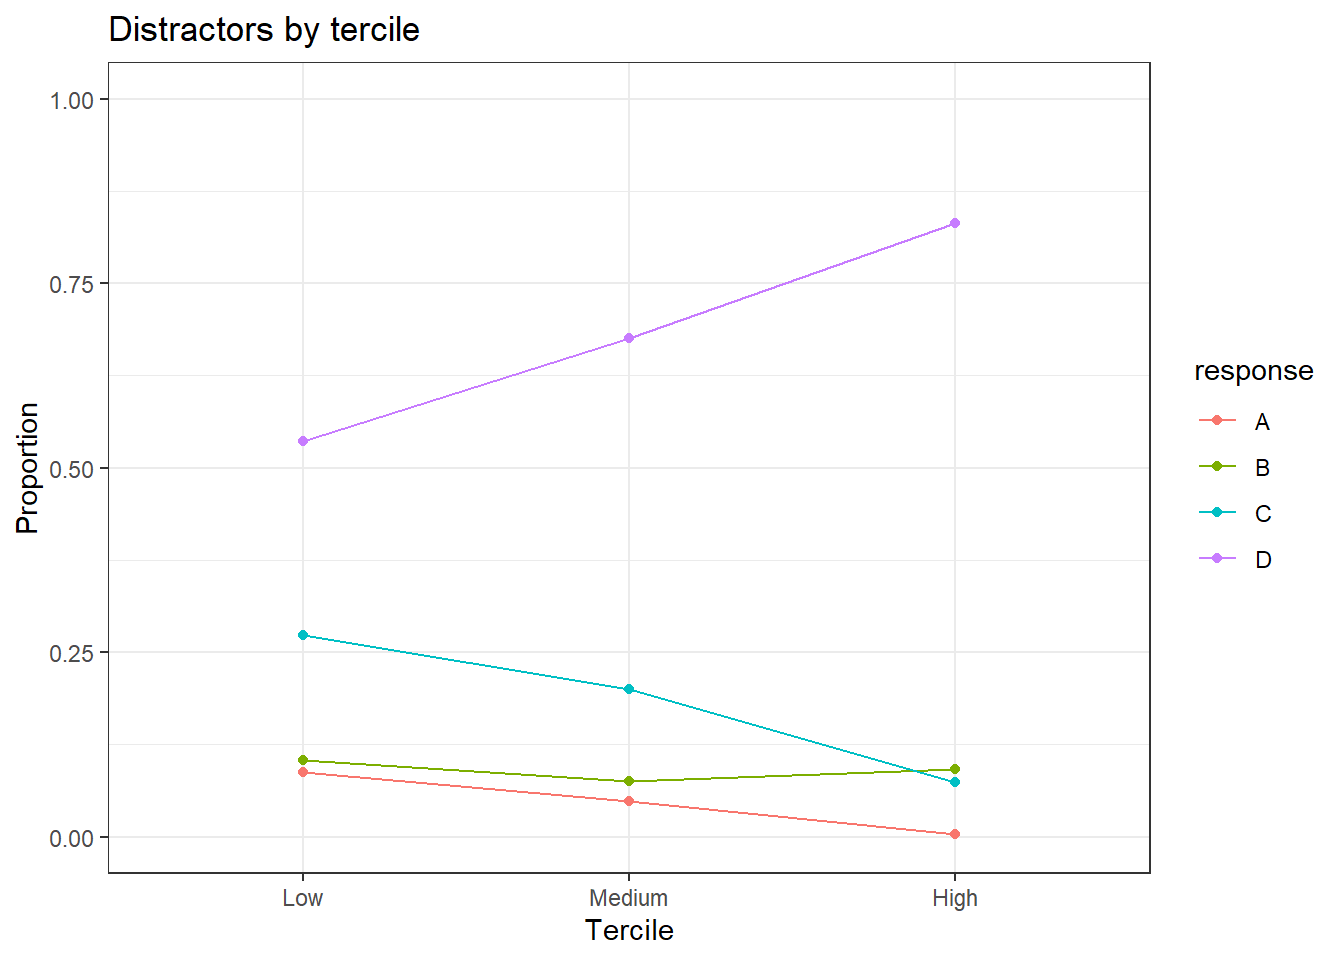 Distractors by tercile
1.00
0.75
0.50
0.25
0.00
Proportion
Low Medium High
Tercile
response
A
B
C
D